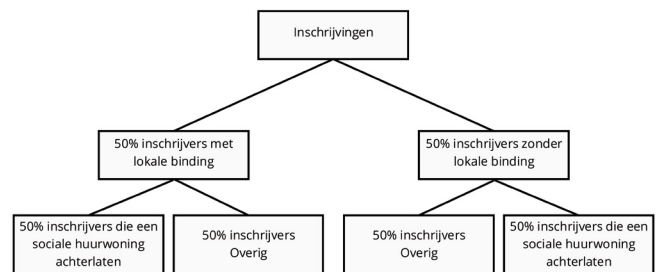 Inschrijvingen
50% inschrijvers met
lokale binding
50% inschrijvers zonder
lokale binding
50% inschrijvers die een
sociale huurwoning
achterlaten
50% inschrijvers
Overig
50% inschrijvers
Overig
50% inschrijvers die een
sociale huurwoning
achterlaten